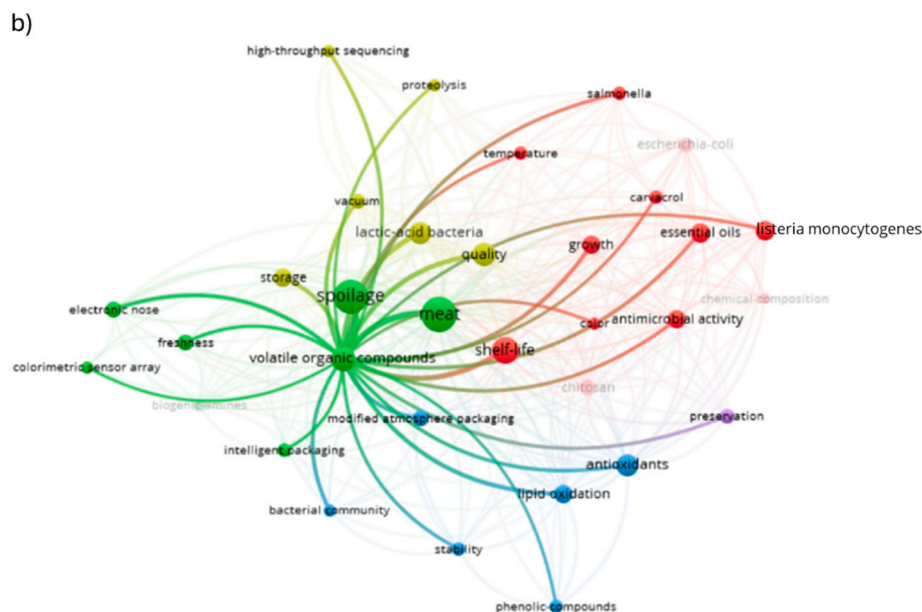 b)
high-throughput sequencing
proteolysis
salmonella
escherichia-coli
temperature
carvacrol
vacuum
lactic-acid bacteria
essential oils
listeria monocytogenes
growth
quality
storage
spoilage
chemical composition
electronic nose
meat
color
antimicrobial activity
freshness
shelf-life
volatile organic compounds
colorimetric sensor array
chitosan
biogenic-amines
modified atmosphere packaging
preservation
intelligent packaging
antioxidants
lipid oxidation
bacterial community
stability
phenolic-compounds